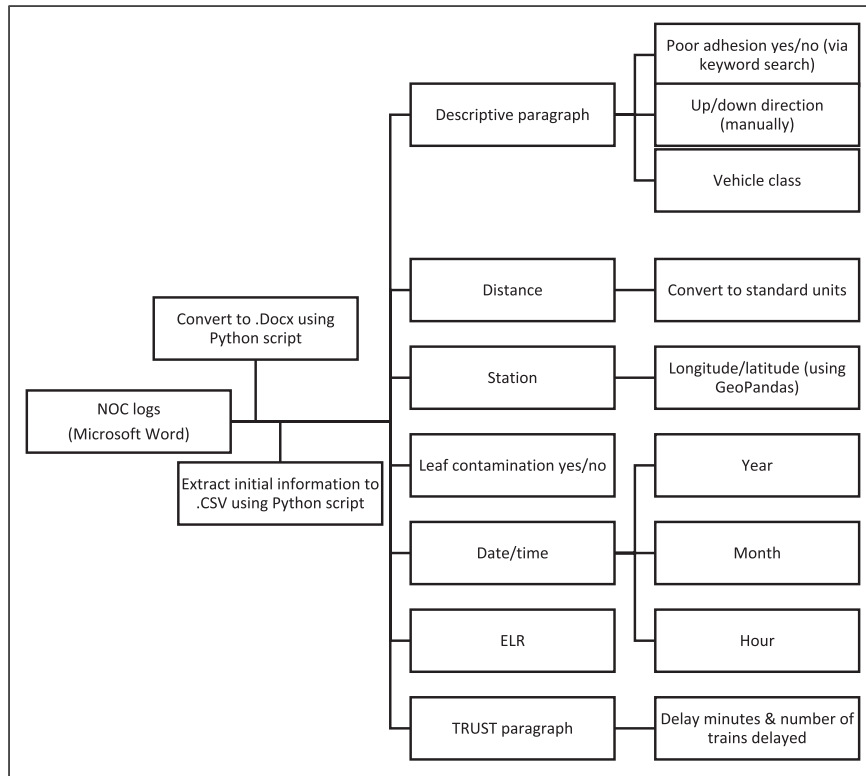 NOC logs
(Microsoft Word)
Convert to .Docx using
Python script
Extract initial information to
.CSV using Python script
Descriptive paragraph
Poor adhesion yes/no (via
keyword search)
Up/down direction
(manually)
Vehicle class
Distance
Convert to standard units
Station
Longitude/latitude (using
GeoPandas)
Leaf contamination yes/no
Date/time
Year
Month
Hour
ELR
TRUST paragraph
Delay minutes & number of
trains delayed